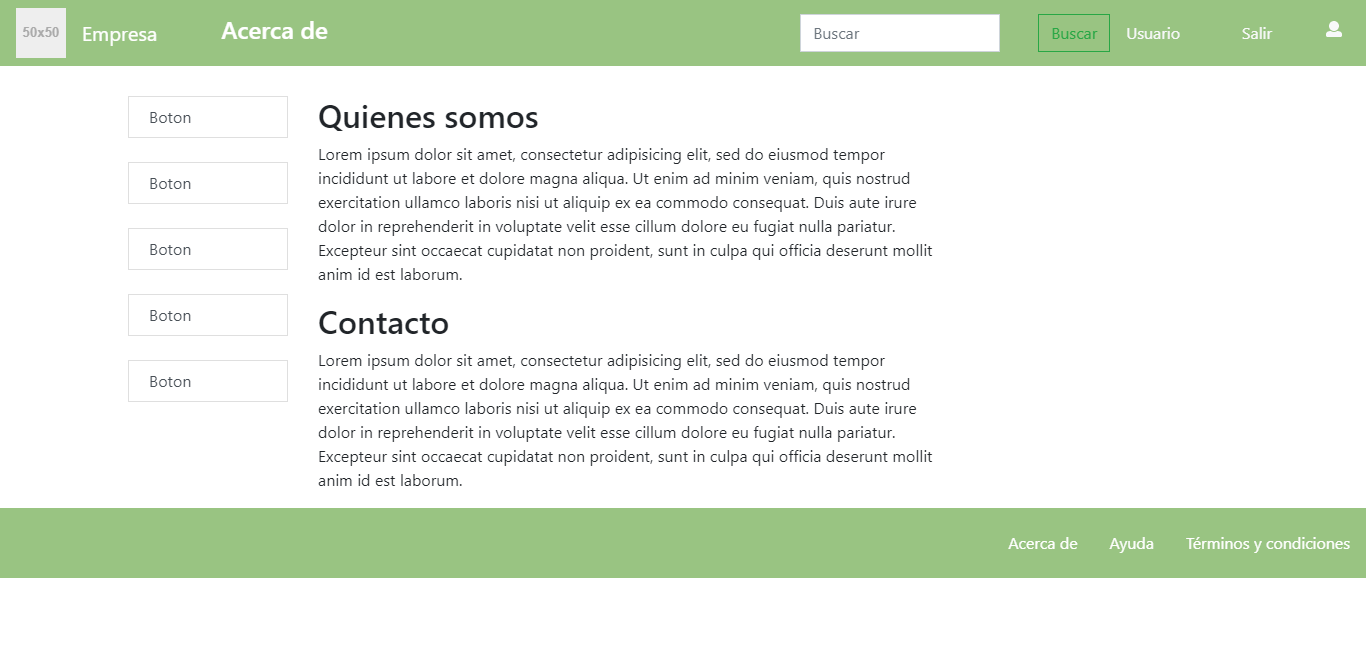 50x50
Empresa
Acerca de
Buscar
Buscar
Usuario
Salir
Boton
Boton
Boton
Boton
Boton
Quienes somos
Lorem ipsum dolor sit amet, consectetur adipisicing elit, sed do eiusmod tempor
incididunt ut labore et dolore magna aliqua. Ut enim ad minim veniam, quis nostrud
exercitation ullamco laboris nisi ut aliquip ex ea commodo consequat. Duis aute irure
dolor in reprehenderit in voluptate velit esse cillum dolore eu fugiat nulla pariatur.
Excepteur sint occaecat cupidatat non proident, sunt in culpa qui officia deserunt mollit
anim id est laborum.
Contacto
Lorem ipsum dolor sit amet, consectetur adipisicing elit, sed do eiusmod tempor
incididunt ut labore et dolore magna aliqua. Ut enim ad minim veniam, quis nostrud
exercitation ullamco laboris nisi ut aliquip ex ea commodo consequat. Duis aute irure
dolor in reprehenderit in voluptate velit esse cillum dolore eu fugiat nulla pariatur.
Excepteur sint occaecat cupidatat non proident, sunt in culpa qui officia deserunt mollit
anim id est laborum.
Acerca de
Ayuda
Términos y condiciones